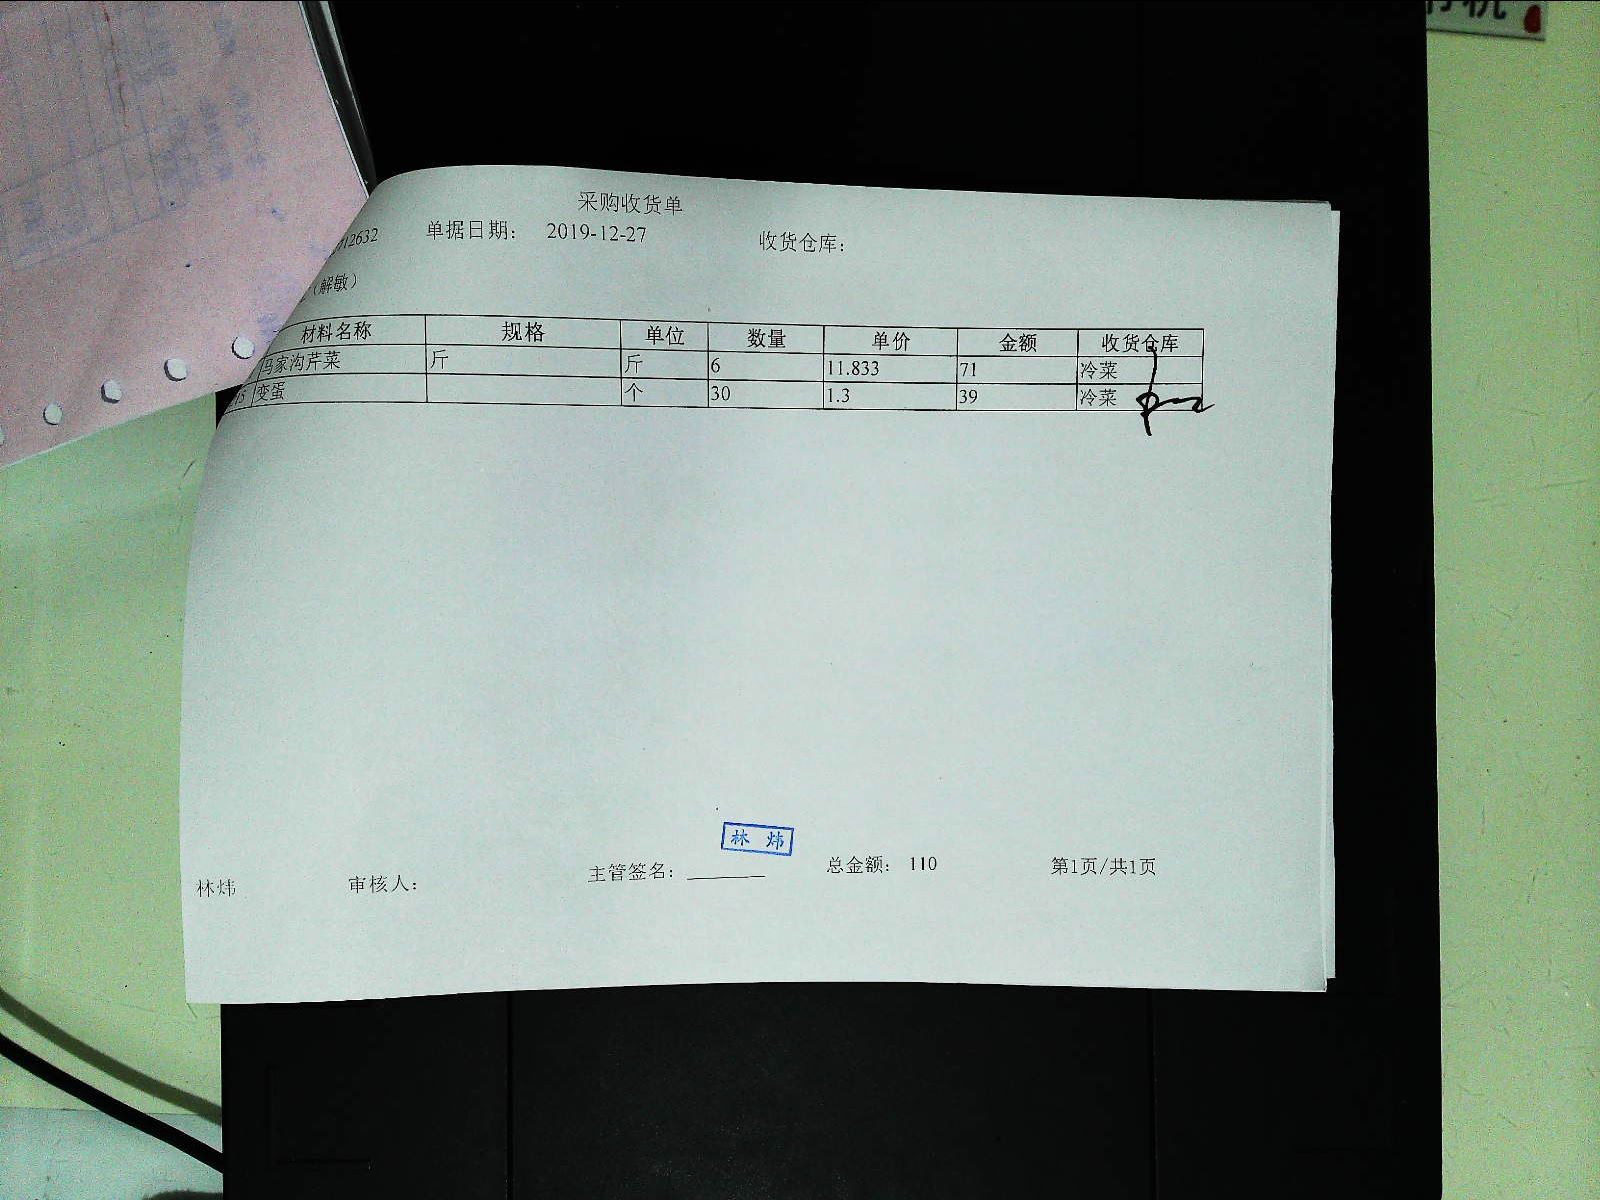 采购收货单
712632 单据日期： 2019-12-27 收货仓库：
（解敏）
材料名称 规格 单位 数量 单价 金额 收货仓库
冯家沟芹菜 斤 斤 6 11.833 71 冷菜
变蛋 个 30 1.3 39 冷菜
林 炜
林炜 审核人： 主管签名： 总金额： 110 第1页/共1页